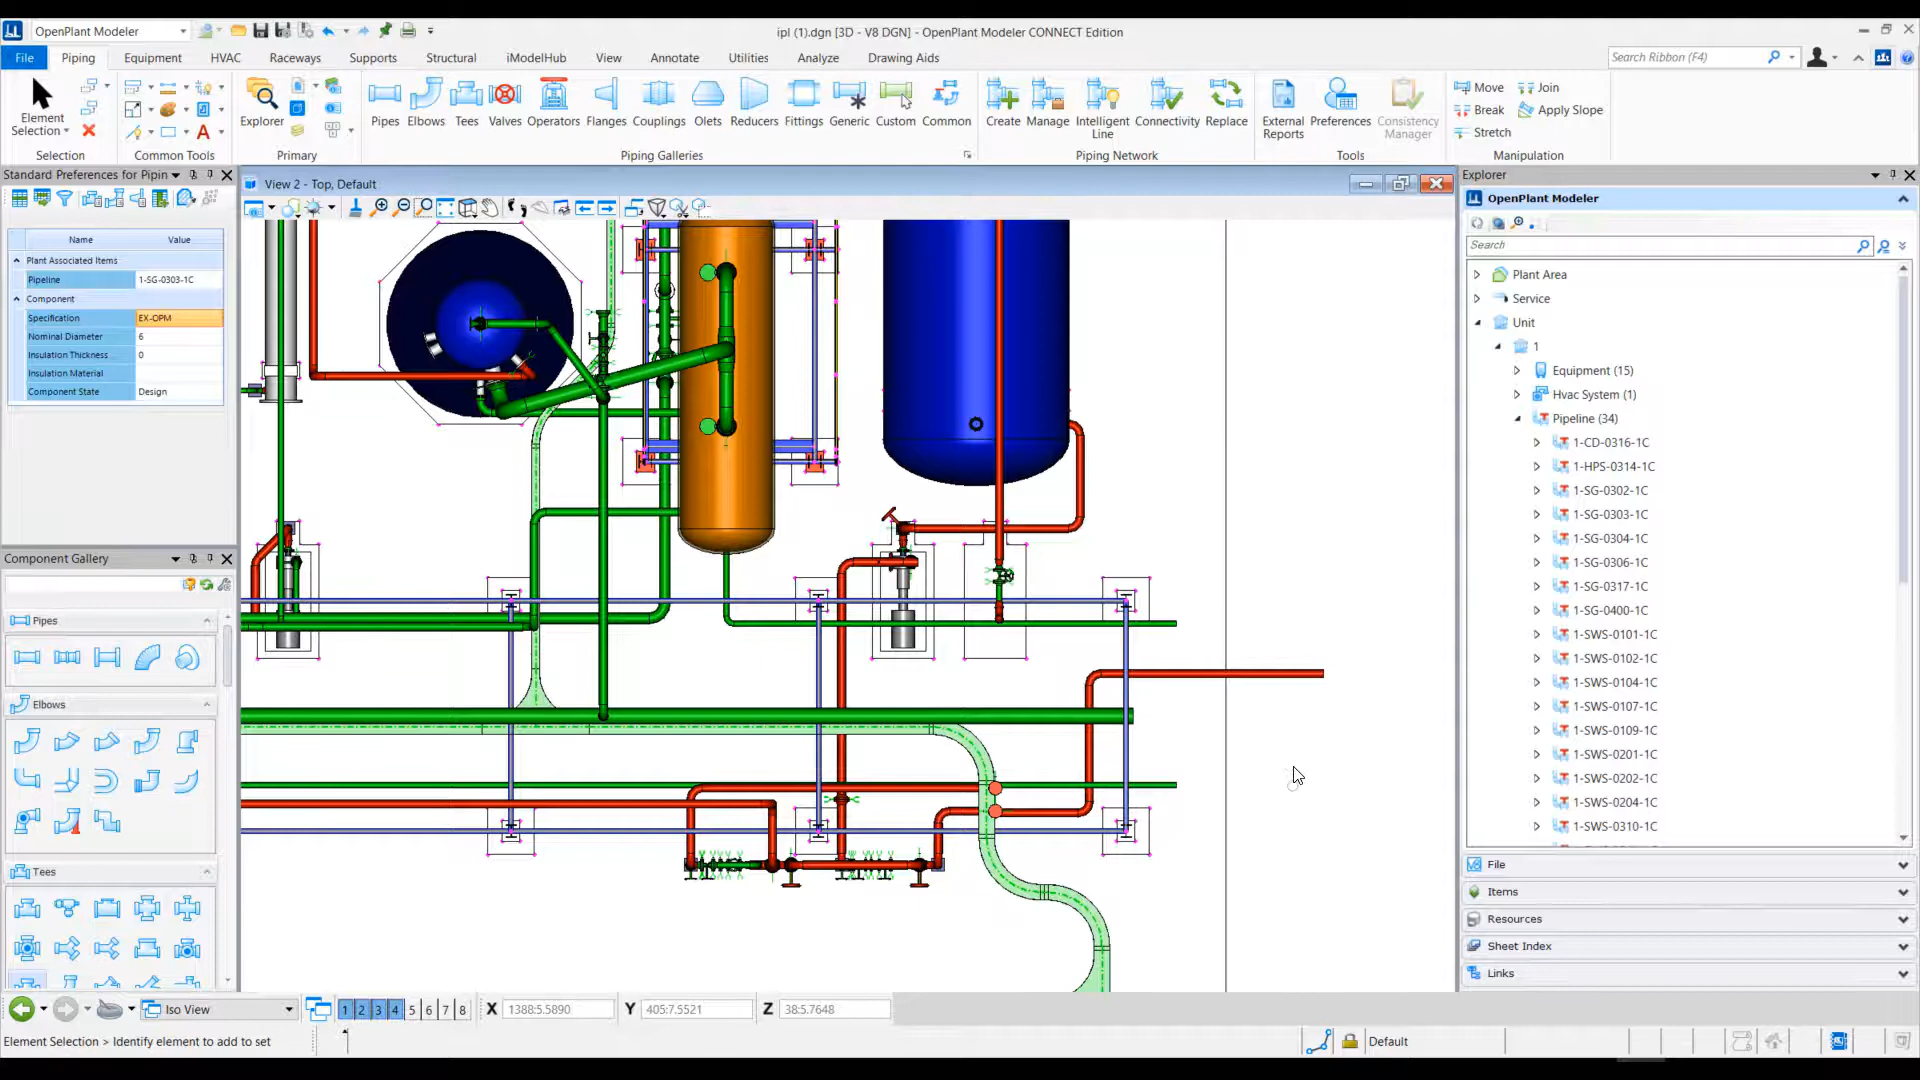 OpenPlant Modeler
ipl (1).dgn [3D - V8 DGN] - OpenPlant Modeler CONNECT Edition
File Piping Equipment HVAC Raceways Supports Structural iModelHub View Annotate Utilities Analyze Drawing Aids
Search Ribbon (F4)
Element Selection
Explorer
Pipes Elbows Tees Valves Operators Flanges Couplings Olets Reducers Fittings Generic Custom Common
Create Manage Intelligent Line Connectivity Replace
External Reports Preferences Consistency Manager
Move Join
Break Apply Slope
Stretch
Selection Common Tools Primary Piping Galleries Piping Network Tools Manipulation
Standard Preferences for Pipin
Name Value
Plant Associated Items
Pipeline 1-SG-0303-1C
Component
Specification EX-OPM
Nominal Diameter 6
Insulation Thickness 0
Insulation Material
Component State Design
Component Gallery
Pipes
Elbows
Tees
View 2 - Top, Default
Explorer
OpenPlant Modeler
Search
Plant Area
Service
Unit
1
Equipment (15)
Hvac System (1)
Pipeline (34)
1-CD-0316-1C
1-HPS-0314-1C
1-SG-0302-1C
1-SG-0303-1C
1-SG-0304-1C
1-SG-0306-1C
1-SG-0317-1C
1-SG-0400-1C
1-SWS-0101-1C
1-SWS-0102-1C
1-SWS-0104-1C
1-SWS-0107-1C
1-SWS-0109-1C
1-SWS-0201-1C
1-SWS-0202-1C
1-SWS-0204-1C
1-SWS-0310-1C
File
Items
Resources
Sheet Index
Links
Iso View 1 2 3 4 5 6 7 8 X 1388:5.5890 Y 405:7.5521 Z 38:5.7648
Element Selection > Identify element to add to set
Default